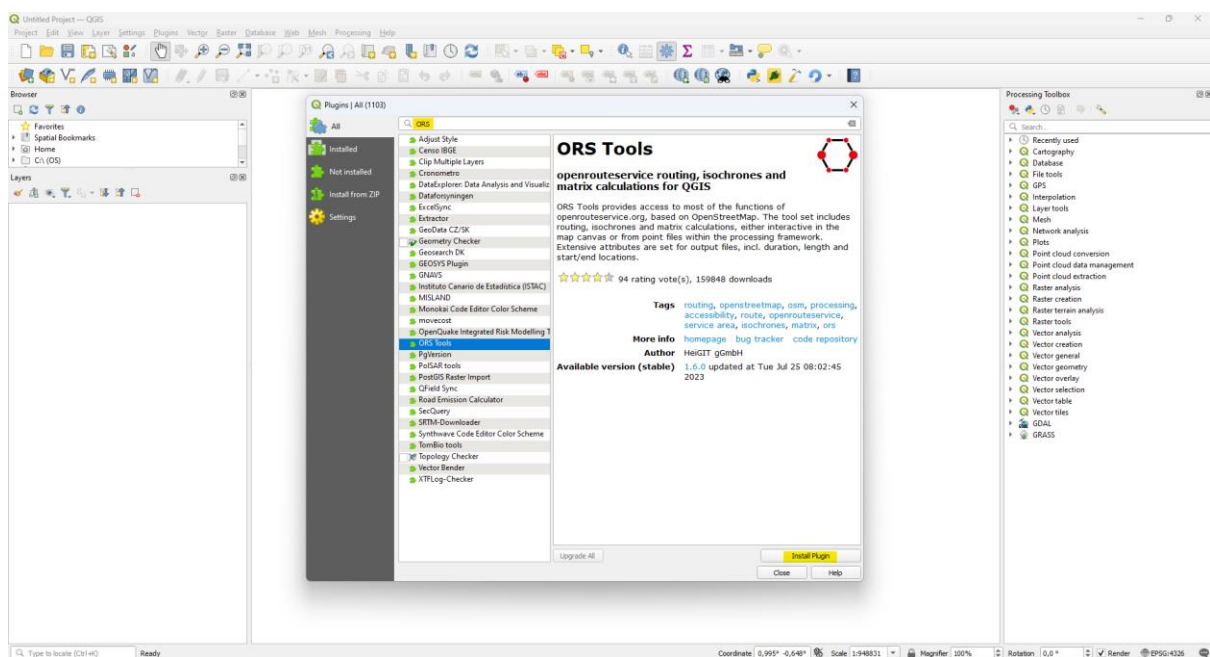 Untitled Project — QGIS
Project Edit View Layer Settings Plugins Vector Raster Database Web Mesh Processing Help
Browser
Favorites
Spatial Bookmarks
Home
C:\ (OS)
Layers
Plugins | All (1103)
All
Installed
Not installed
Install from ZIP
Settings
ORS
Adjust Style
Censo IBGE
Clip Multiple Layers
Cronometro
DataExplorer: Data Analysis and Visualiz
Dataforsyningen
ExcelSync
Extractor
GeoData CZ/SK
Geometry Checker
Geosearch DK
GEOSYS Plugin
GNAVS
Instituto Canario de Estadística (ISTAC)
MISLAND
Monokai Code Editor Color Scheme
movecost
OpenQuake Integrated Risk Modelling T
ORS Tools
PgVersion
PolSAR tools
PostGIS Raster Import
QField Sync
Road Emission Calculator
SecQuery
SRTM-Downloader
Synthwave Code Editor Color Scheme
TomBio tools
Topology Checker
Vector Bender
XTFLog-Checker
ORS Tools
openrouteservice routing, isochrones and
matrix calculations for QGIS
ORS Tools provides access to most of the functions of
openrouteservice.org, based on OpenStreetMap. The tool set includes
routing, isochrones and matrix calculations, either interactive in the
map canvas or from point files within the processing framework.
Extensive attributes are set for output files, incl. duration, length and
start/end locations.
94 rating vote(s), 159848 downloads
Tags routing, openstreetmap, osm, processing,
accessibility, route, openrouteservice,
service area, isochrones, matrix, ors
More info homepage bug tracker code repository
Author HeiGIT gGmbH
Available version (stable) 1.6.0 updated at Tue Jul 25 08:02:45
2023
Upgrade All
Install Plugin
Close
Help
Processing Toolbox
Search...
Recently used
Cartography
Database
File tools
GPS
Interpolation
Layer tools
Mesh
Network analysis
Plots
Point cloud conversion
Point cloud data management
Point cloud extraction
Raster analysis
Raster creation
Raster terrain analysis
Raster tools
Vector analysis
Vector creation
Vector general
Vector geometry
Vector overlay
Vector selection
Vector table
Vector tiles
GDAL
GRASS
Type to locate (Ctrl+K) Ready Coordinate 0,995° -0,648° Scale 1:948831 Magnifier 100% Rotation 0,0 ° Render EPSG:4326